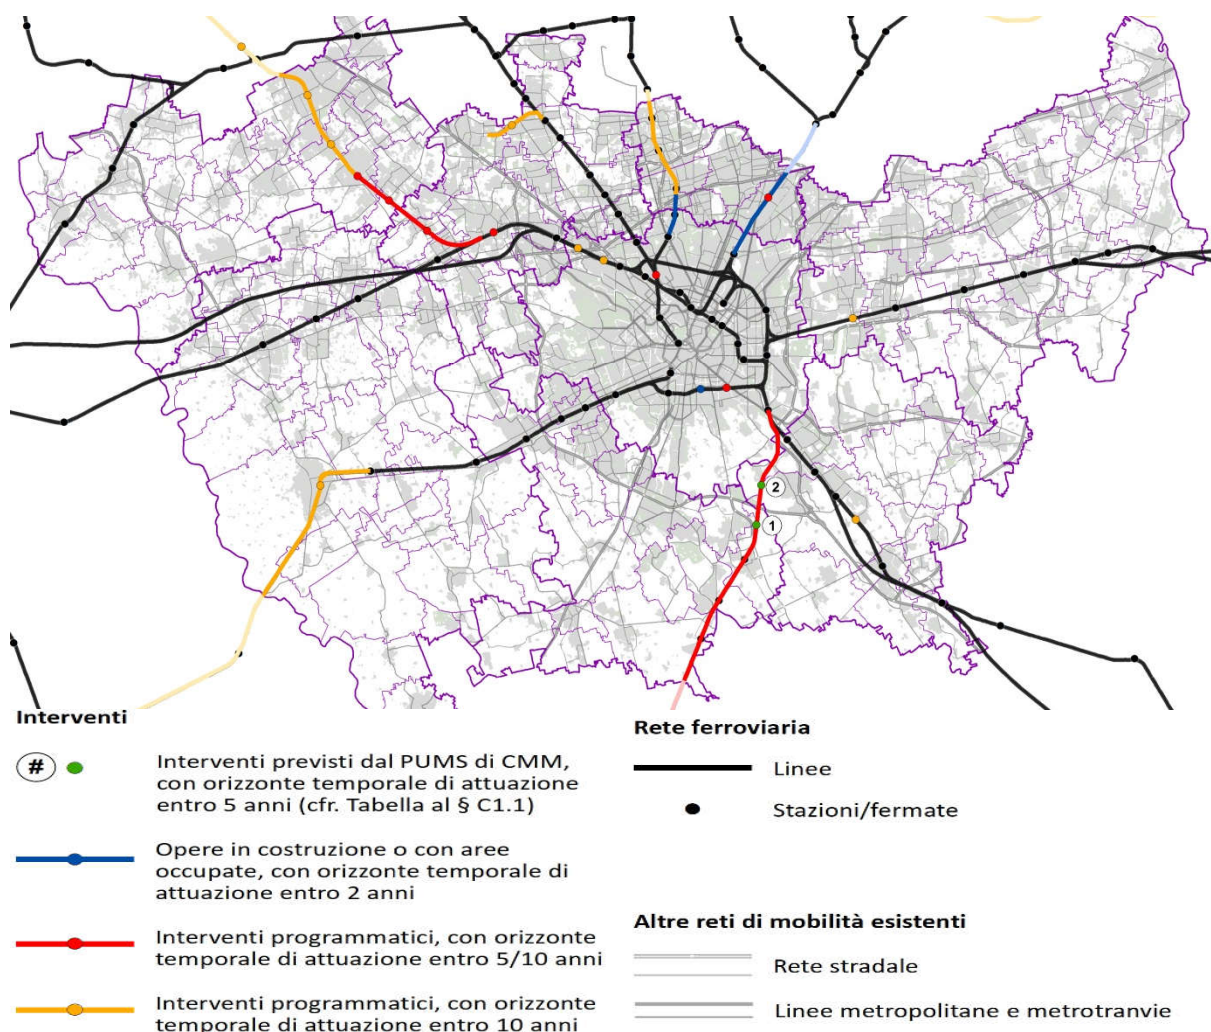 2
1
Interventi
#
Interventi previsti dal PUMS di CMM,
con orizzonte temporale di attuazione
entro 5 anni (cfr. Tabella al § C1.1)
Opere in costruzione o con aree
occupate, con orizzonte temporale di
attuazione entro 2 anni
Interventi programmatici, con orizzonte
temporale di attuazione entro 5/10 anni
Interventi programmatici, con orizzonte
temporale di attuazione entro 10 anni
Rete ferroviaria
Linee
Stazioni/fermate
Altre reti di mobilità esistenti
Rete stradale
Linee metropolitane e metrotranvie